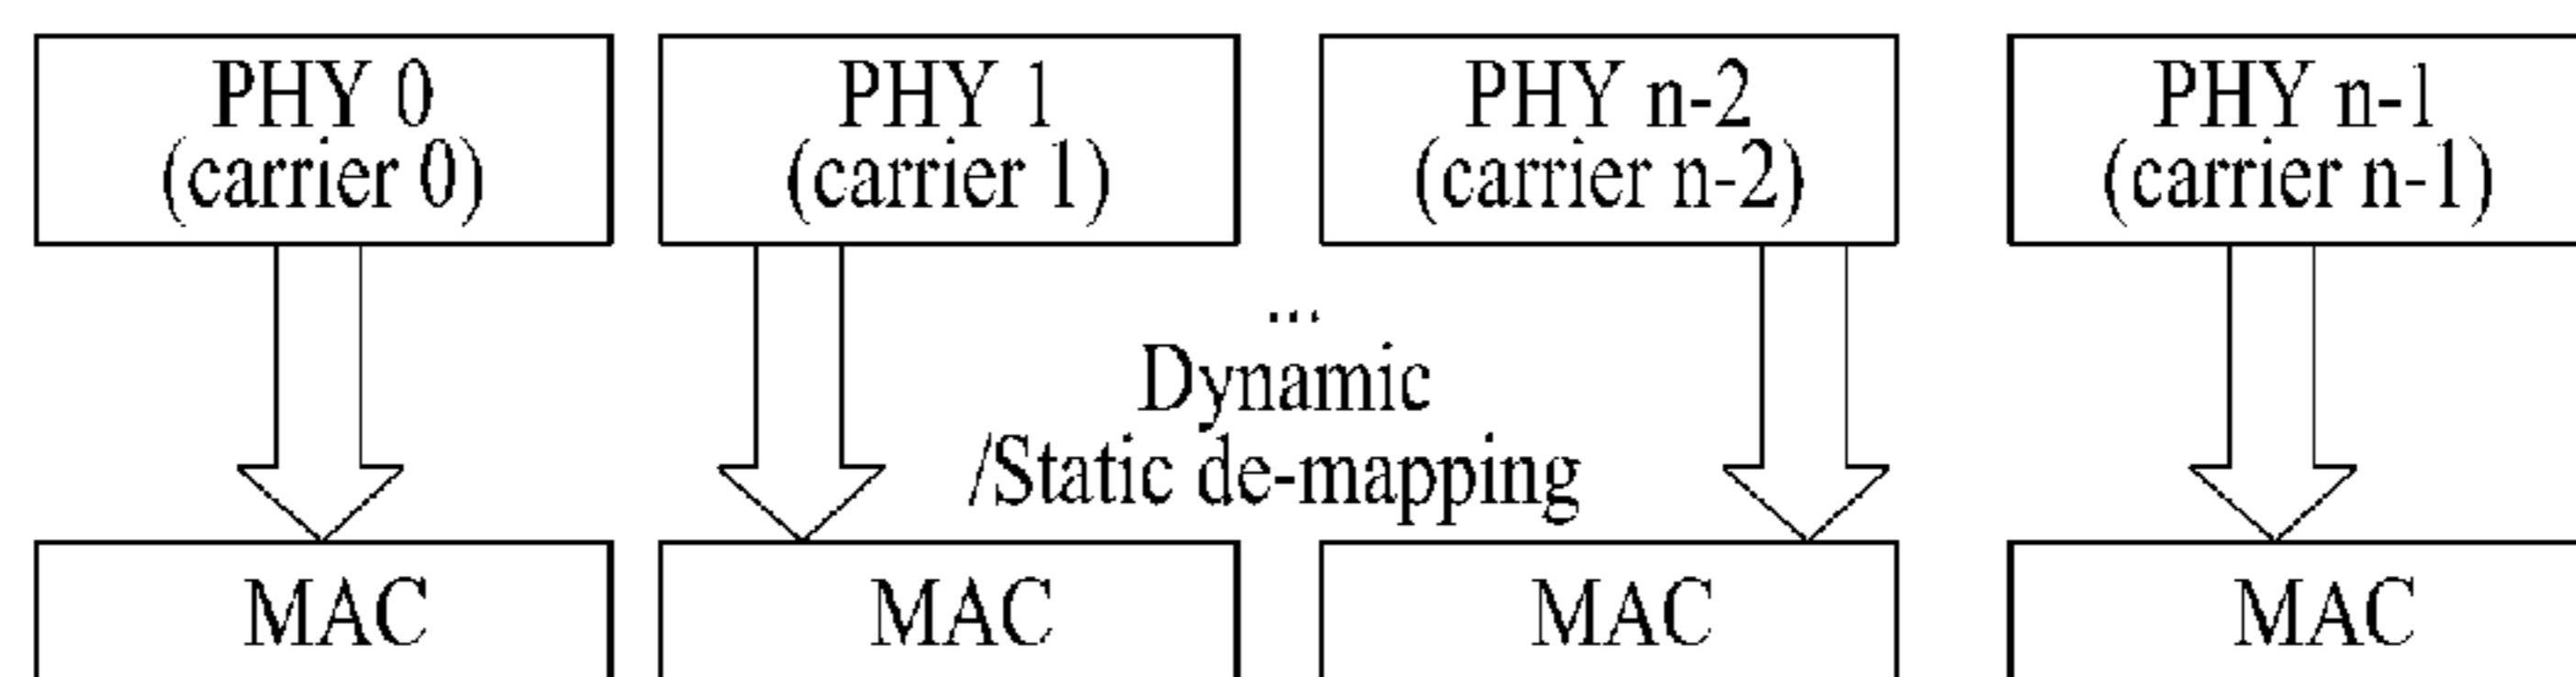 PHY 0
(carrier 0)
PHY 1
(carrier 1)
PHY n-2
(carrier n-2)
PHY n-1
(carrier n-1)
...
Dynamic
/Static de-mapping
MAC
MAC
MAC
MAC